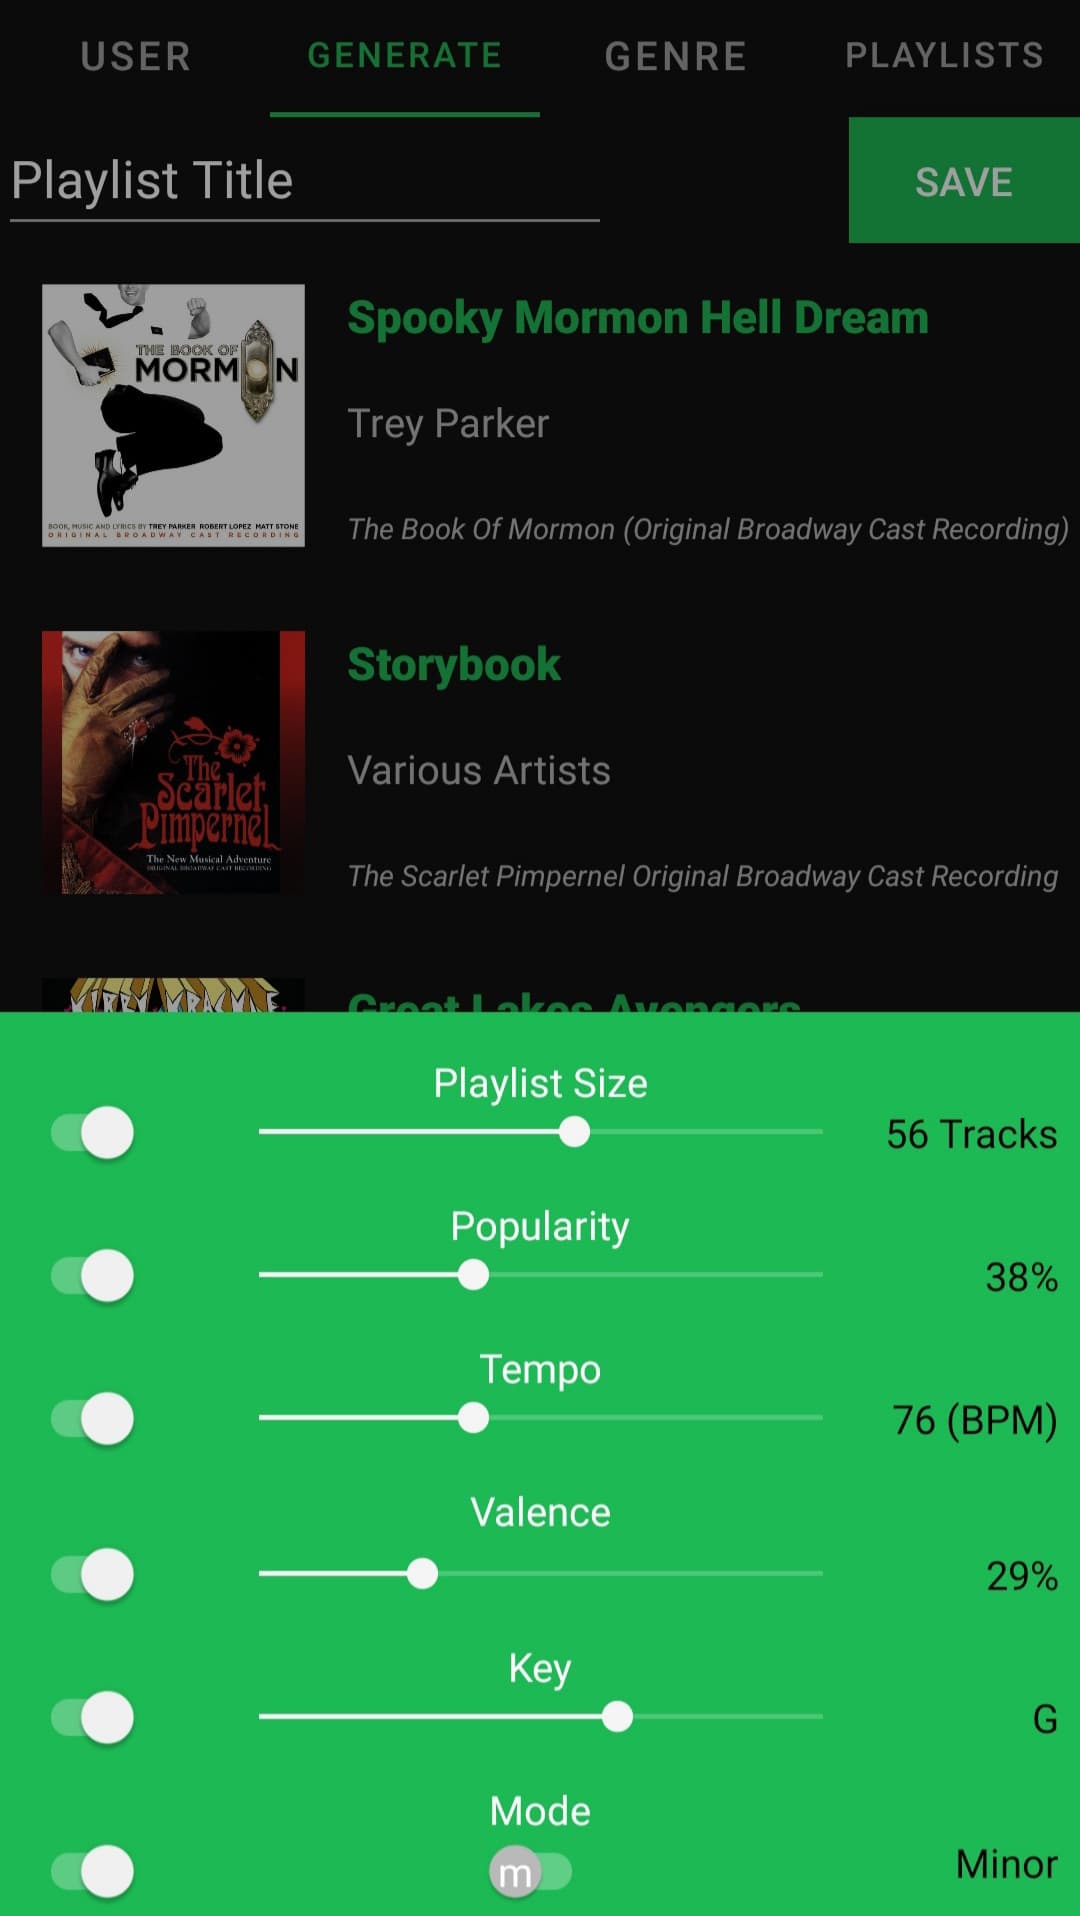 USER GENERATE GENRE PLAYLISTS
Playlist Title
SAVE
THE BOOK OF
MORMON
BOOK, MUSIC AND LYRICS BY TREY PARKER ROBERT LOPEZ MATT STONE
ORIGINAL BROADWAY CAST RECORDING
Spooky Mormon Hell Dream
Trey Parker
The Book Of Mormon (Original Broadway Cast Recording)
The
Scarlet
Pimpernel
The New Musical Adventure
ORIGINAL BROADWAY CAST RECORDING
Storybook
Various Artists
The Scarlet Pimpernel Original Broadway Cast Recording
Great Lakes Avengers
Playlist Size
56 Tracks
Popularity
38%
Tempo
76 (BPM)
Valence
29%
Key
G
Mode
m
Minor